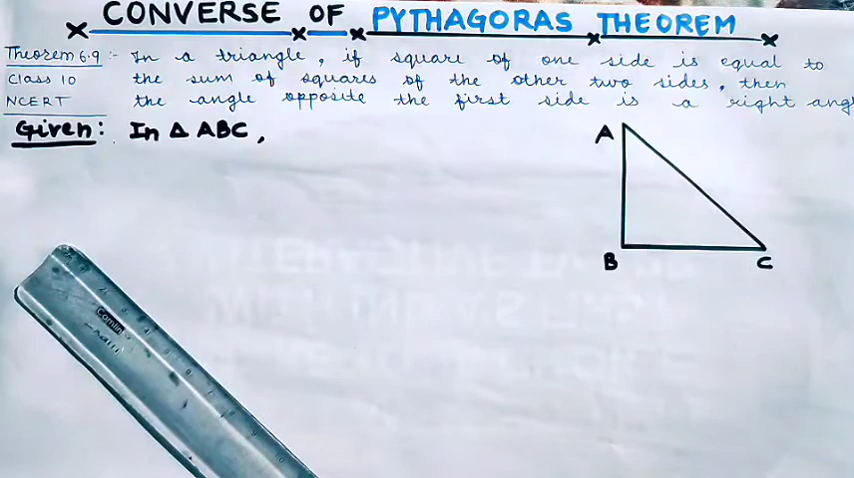 CONVERSE OF PYTHAGORAS THEOREM
Theorem 6.9:- In a triangle, if square of one side is equal to
Class 10 the sum of squares of the other two sides, then
NCERT the angle opposite the first side is a right ang
Given: In Δ ABC,
A
B C